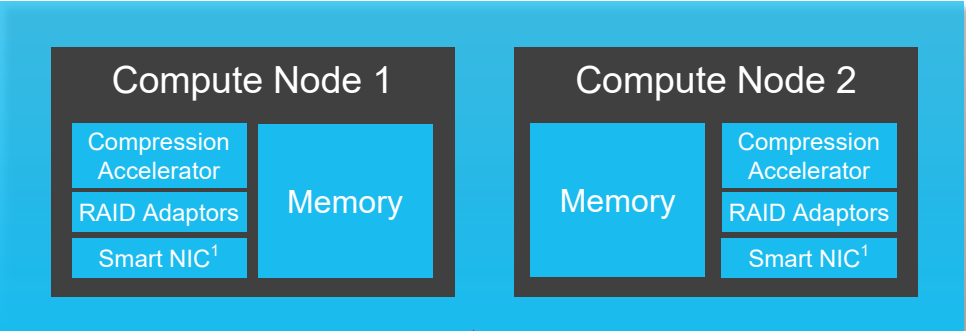 Compute Node 1
Compression
Accelerator
RAID Adaptors
Smart NIC¹
Memory
Compute Node 2
Memory
Compression
Accelerator
RAID Adaptors
Smart NIC¹